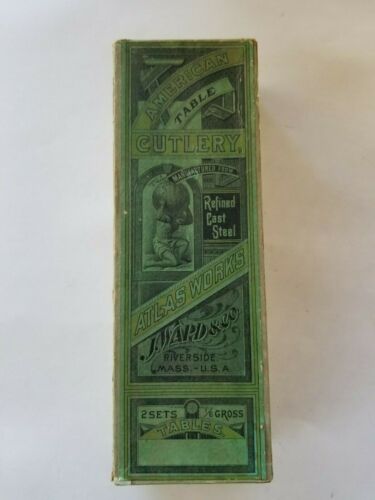 AMERICAN
TABLE
CUTLERY,
MANUFACTURED FROM
Refined
Cast
Steel
ATLAS WORKS
J. WARD & CO
RIVERSIDE
MASS. - U.S.A
2 SETS 1/6 GROSS
TABLES